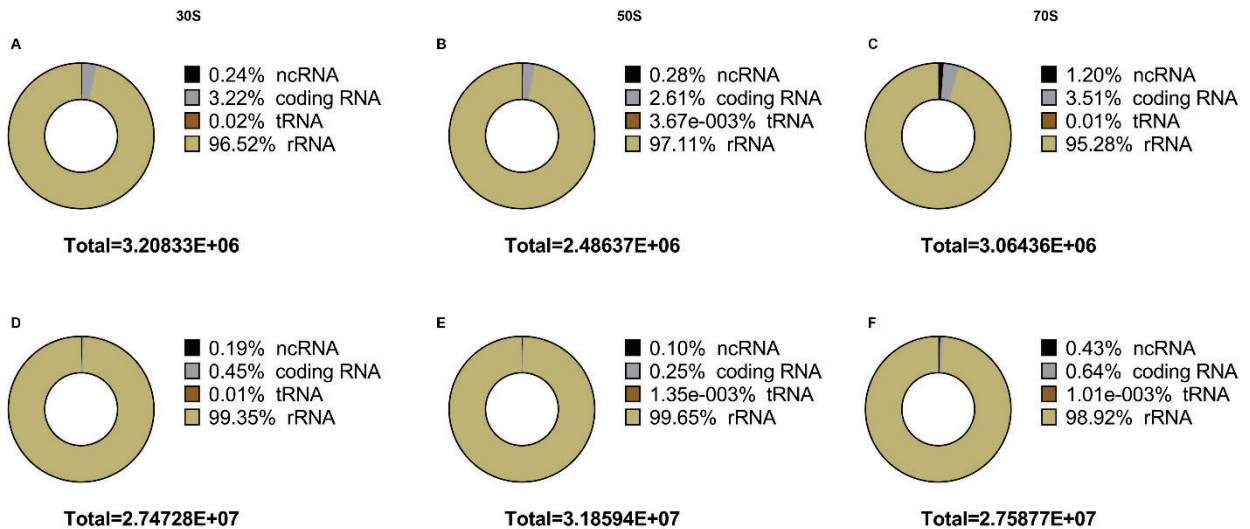 30S
50S
70S
A
0.24% ncRNA
3.22% coding RNA
0.02% tRNA
96.52% rRNA
Total=3.20833E+06
B
0.28% ncRNA
2.61% coding RNA
3.67e-003% tRNA
97.11% rRNA
Total=2.48637E+06
C
1.20% ncRNA
3.51% coding RNA
0.01% tRNA
95.28% rRNA
Total=3.06436E+06
D
0.19% ncRNA
0.45% coding RNA
0.01% tRNA
99.35% rRNA
Total=2.74728E+07
E
0.10% ncRNA
0.25% coding RNA
1.35e-003% tRNA
99.65% rRNA
Total=3.18594E+07
F
0.43% ncRNA
0.64% coding RNA
1.01e-003% tRNA
98.92% rRNA
Total=2.75877E+07